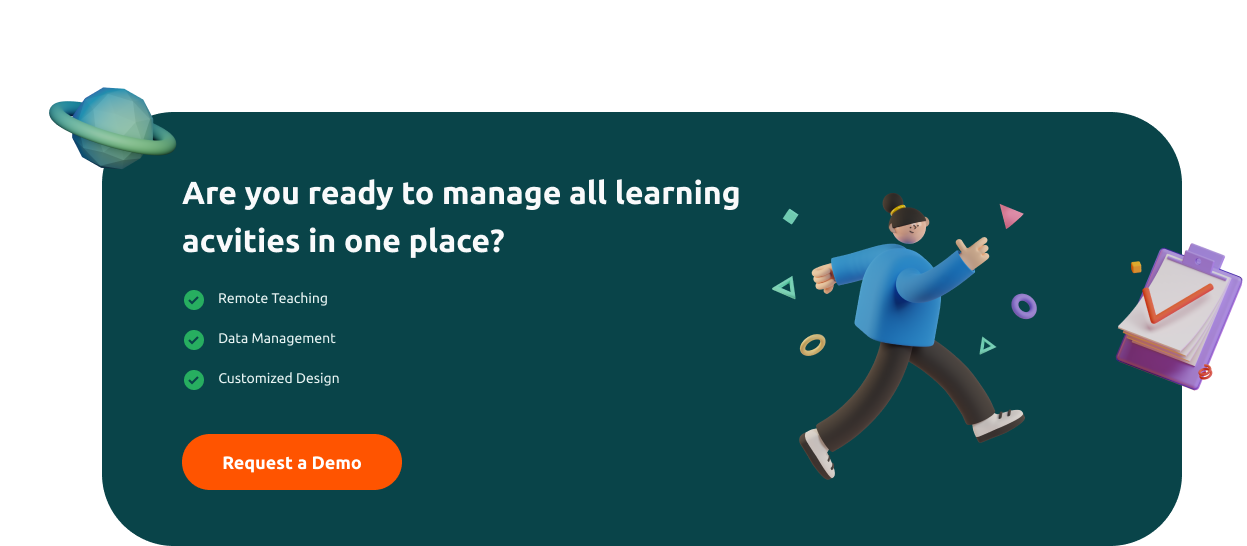 Are you ready to manage all learning
acvities in one place?
Remote Teaching
Data Management
Customized Design
Request a Demo